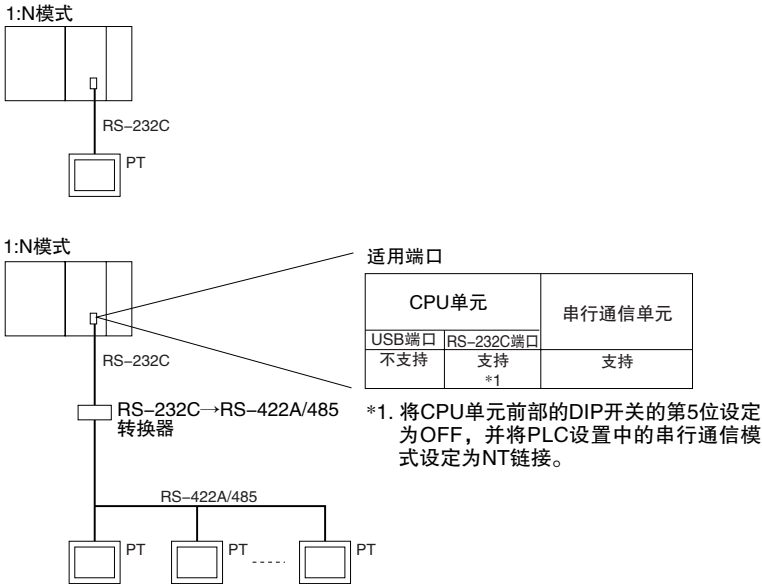 1:N模式
RS-232C
PT
1:N模式
适用端口
CPU单元
串行通信单元
USB端口
RS-232C端口
不支持
支持
*1
支持
RS-232C
RS-232C→RS-422A/485
转换器
*1. 将CPU单元前部的DIP开关的第5位设定
为OFF，并将PLC设置中的串行通信模
式设定为NT链接。
RS-422A/485
PT
PT
PT